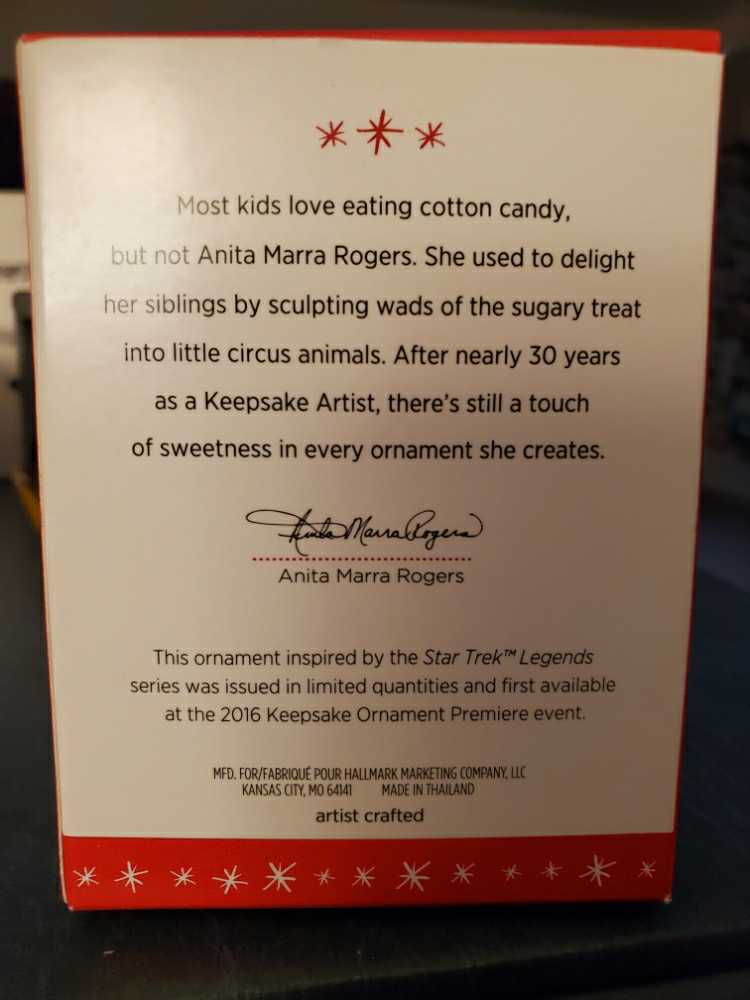 Most kids love eating cotton candy,
but not Anita Marra Rogers. She used to delight
her siblings by sculpting wads of the sugary treat
into little circus animals. After nearly 30 years
as a Keepsake Artist, there's still a touch
of sweetness in every ornament she creates.
Anita Marra Rogers
Anita Marra Rogers
This ornament inspired by the Star Trek™ Legends
series was issued in limited quantities and first available
at the 2016 Keepsake Ornament Premiere event.
MFD. FOR/FABRIQUÉ POUR HALLMARK MARKETING COMPANY, LLC
KANSAS CITY, MO 64141 MADE IN THAILAND
artist crafted